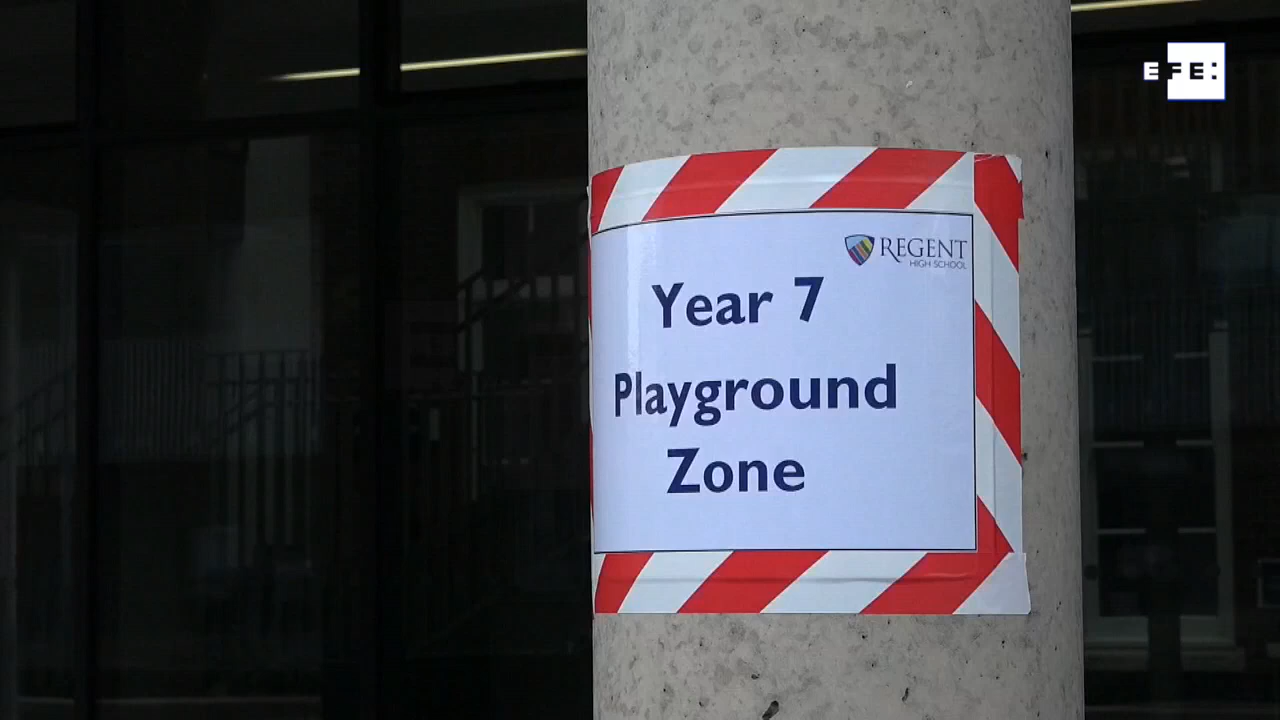 EFE:
REGENT
HIGH SCHOOL
Year 7
Playground
Zone